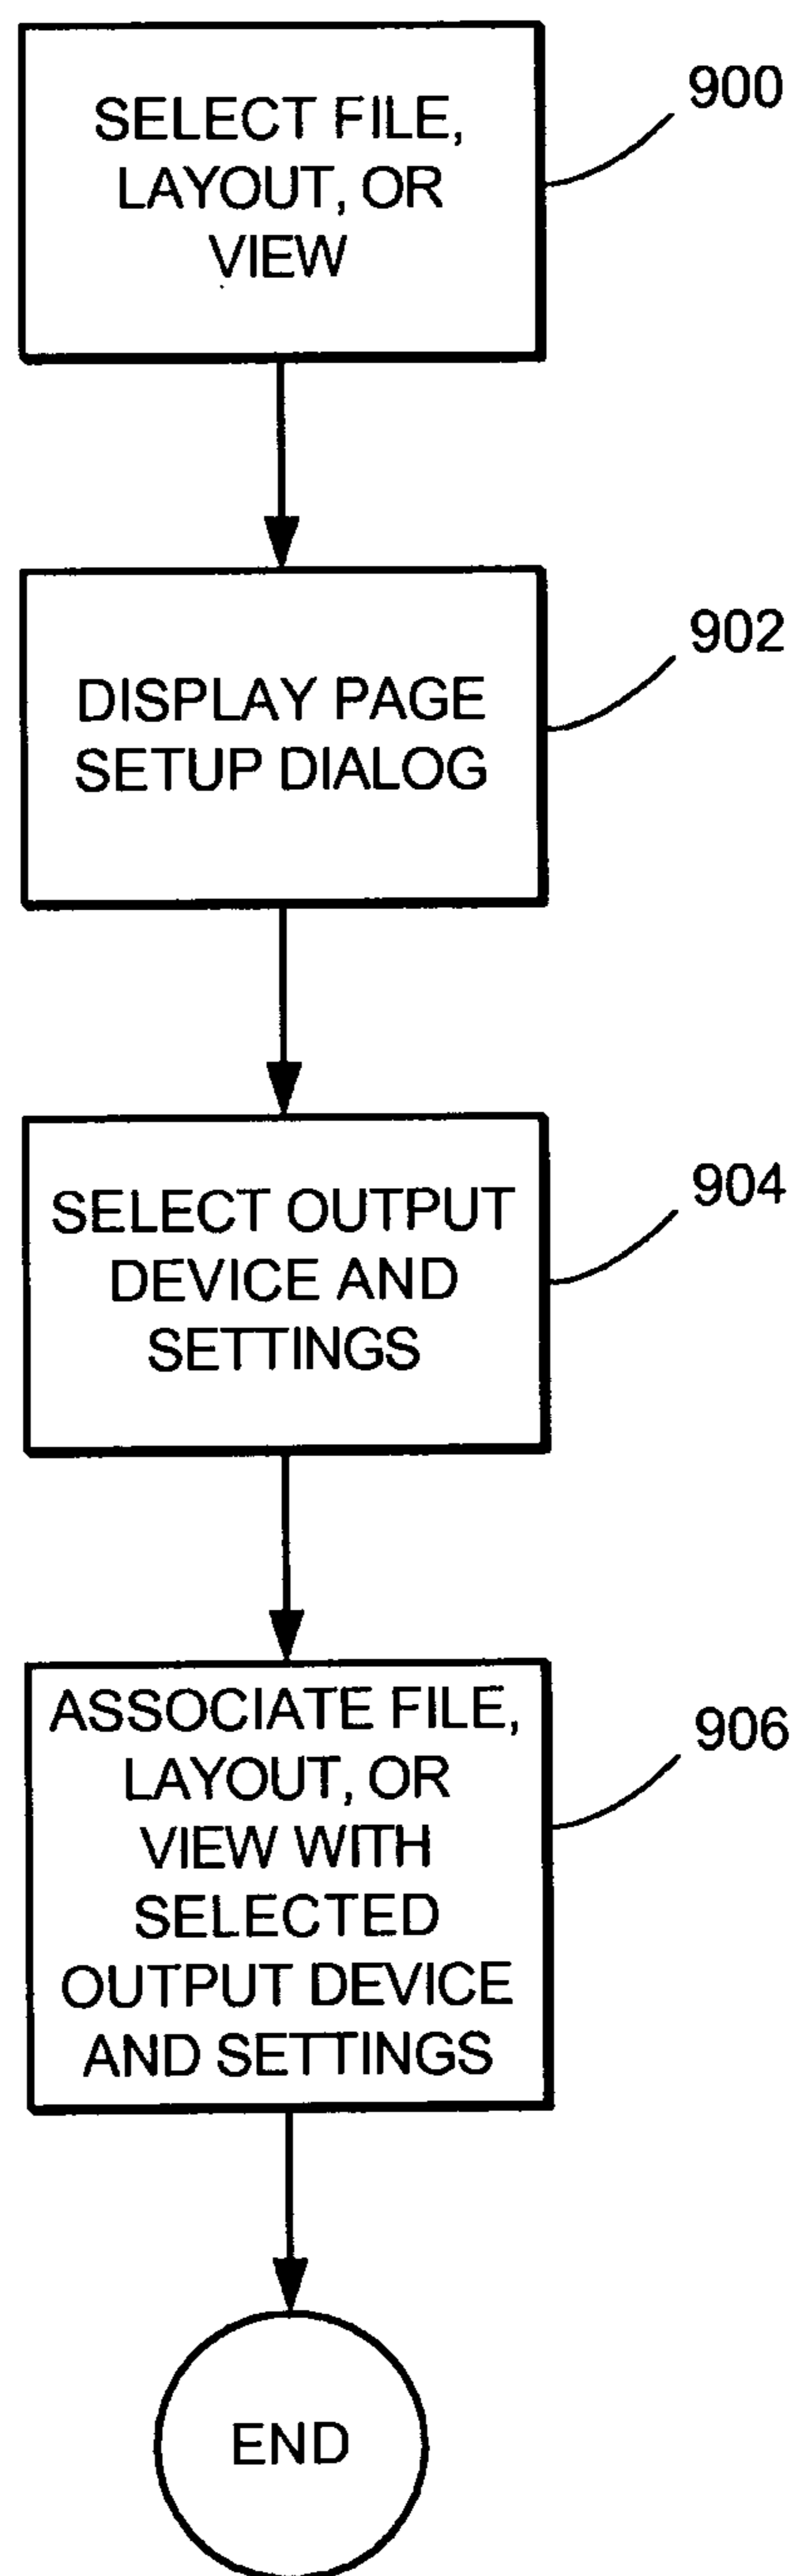 SELECT FILE,
LAYOUT, OR
VIEW
900
DISPLAY PAGE
SETUP DIALOG
902
SELECT OUTPUT
DEVICE AND
SETTINGS
904
ASSOCIATE FILE,
LAYOUT, OR
VIEW WITH
SELECTED
OUTPUT DEVICE
AND SETTINGS
906
END